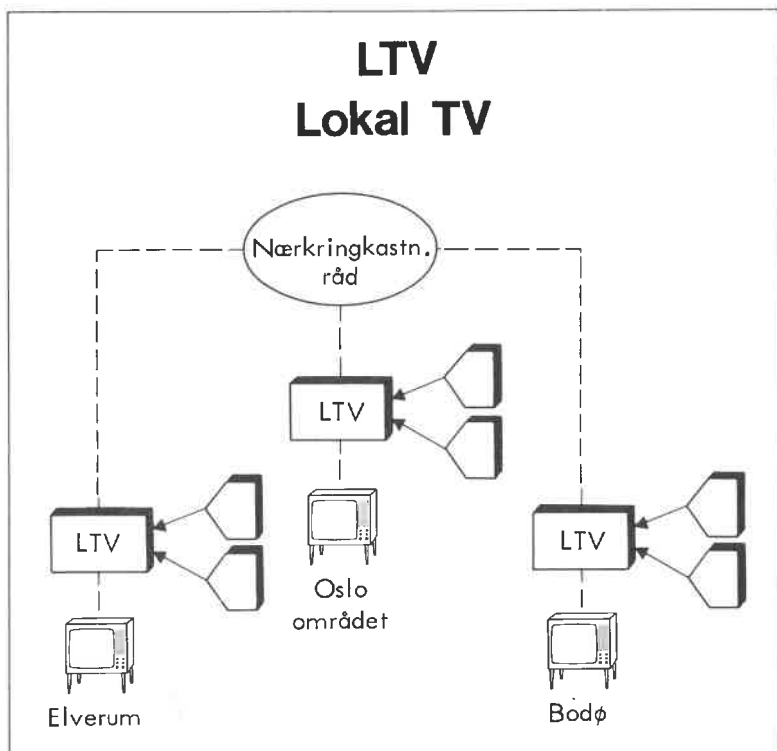 LTV
Lokal TV
Nærkringkastn.
råd
LTV
LTV
LTV
Oslo
området
Elverum
Bodø